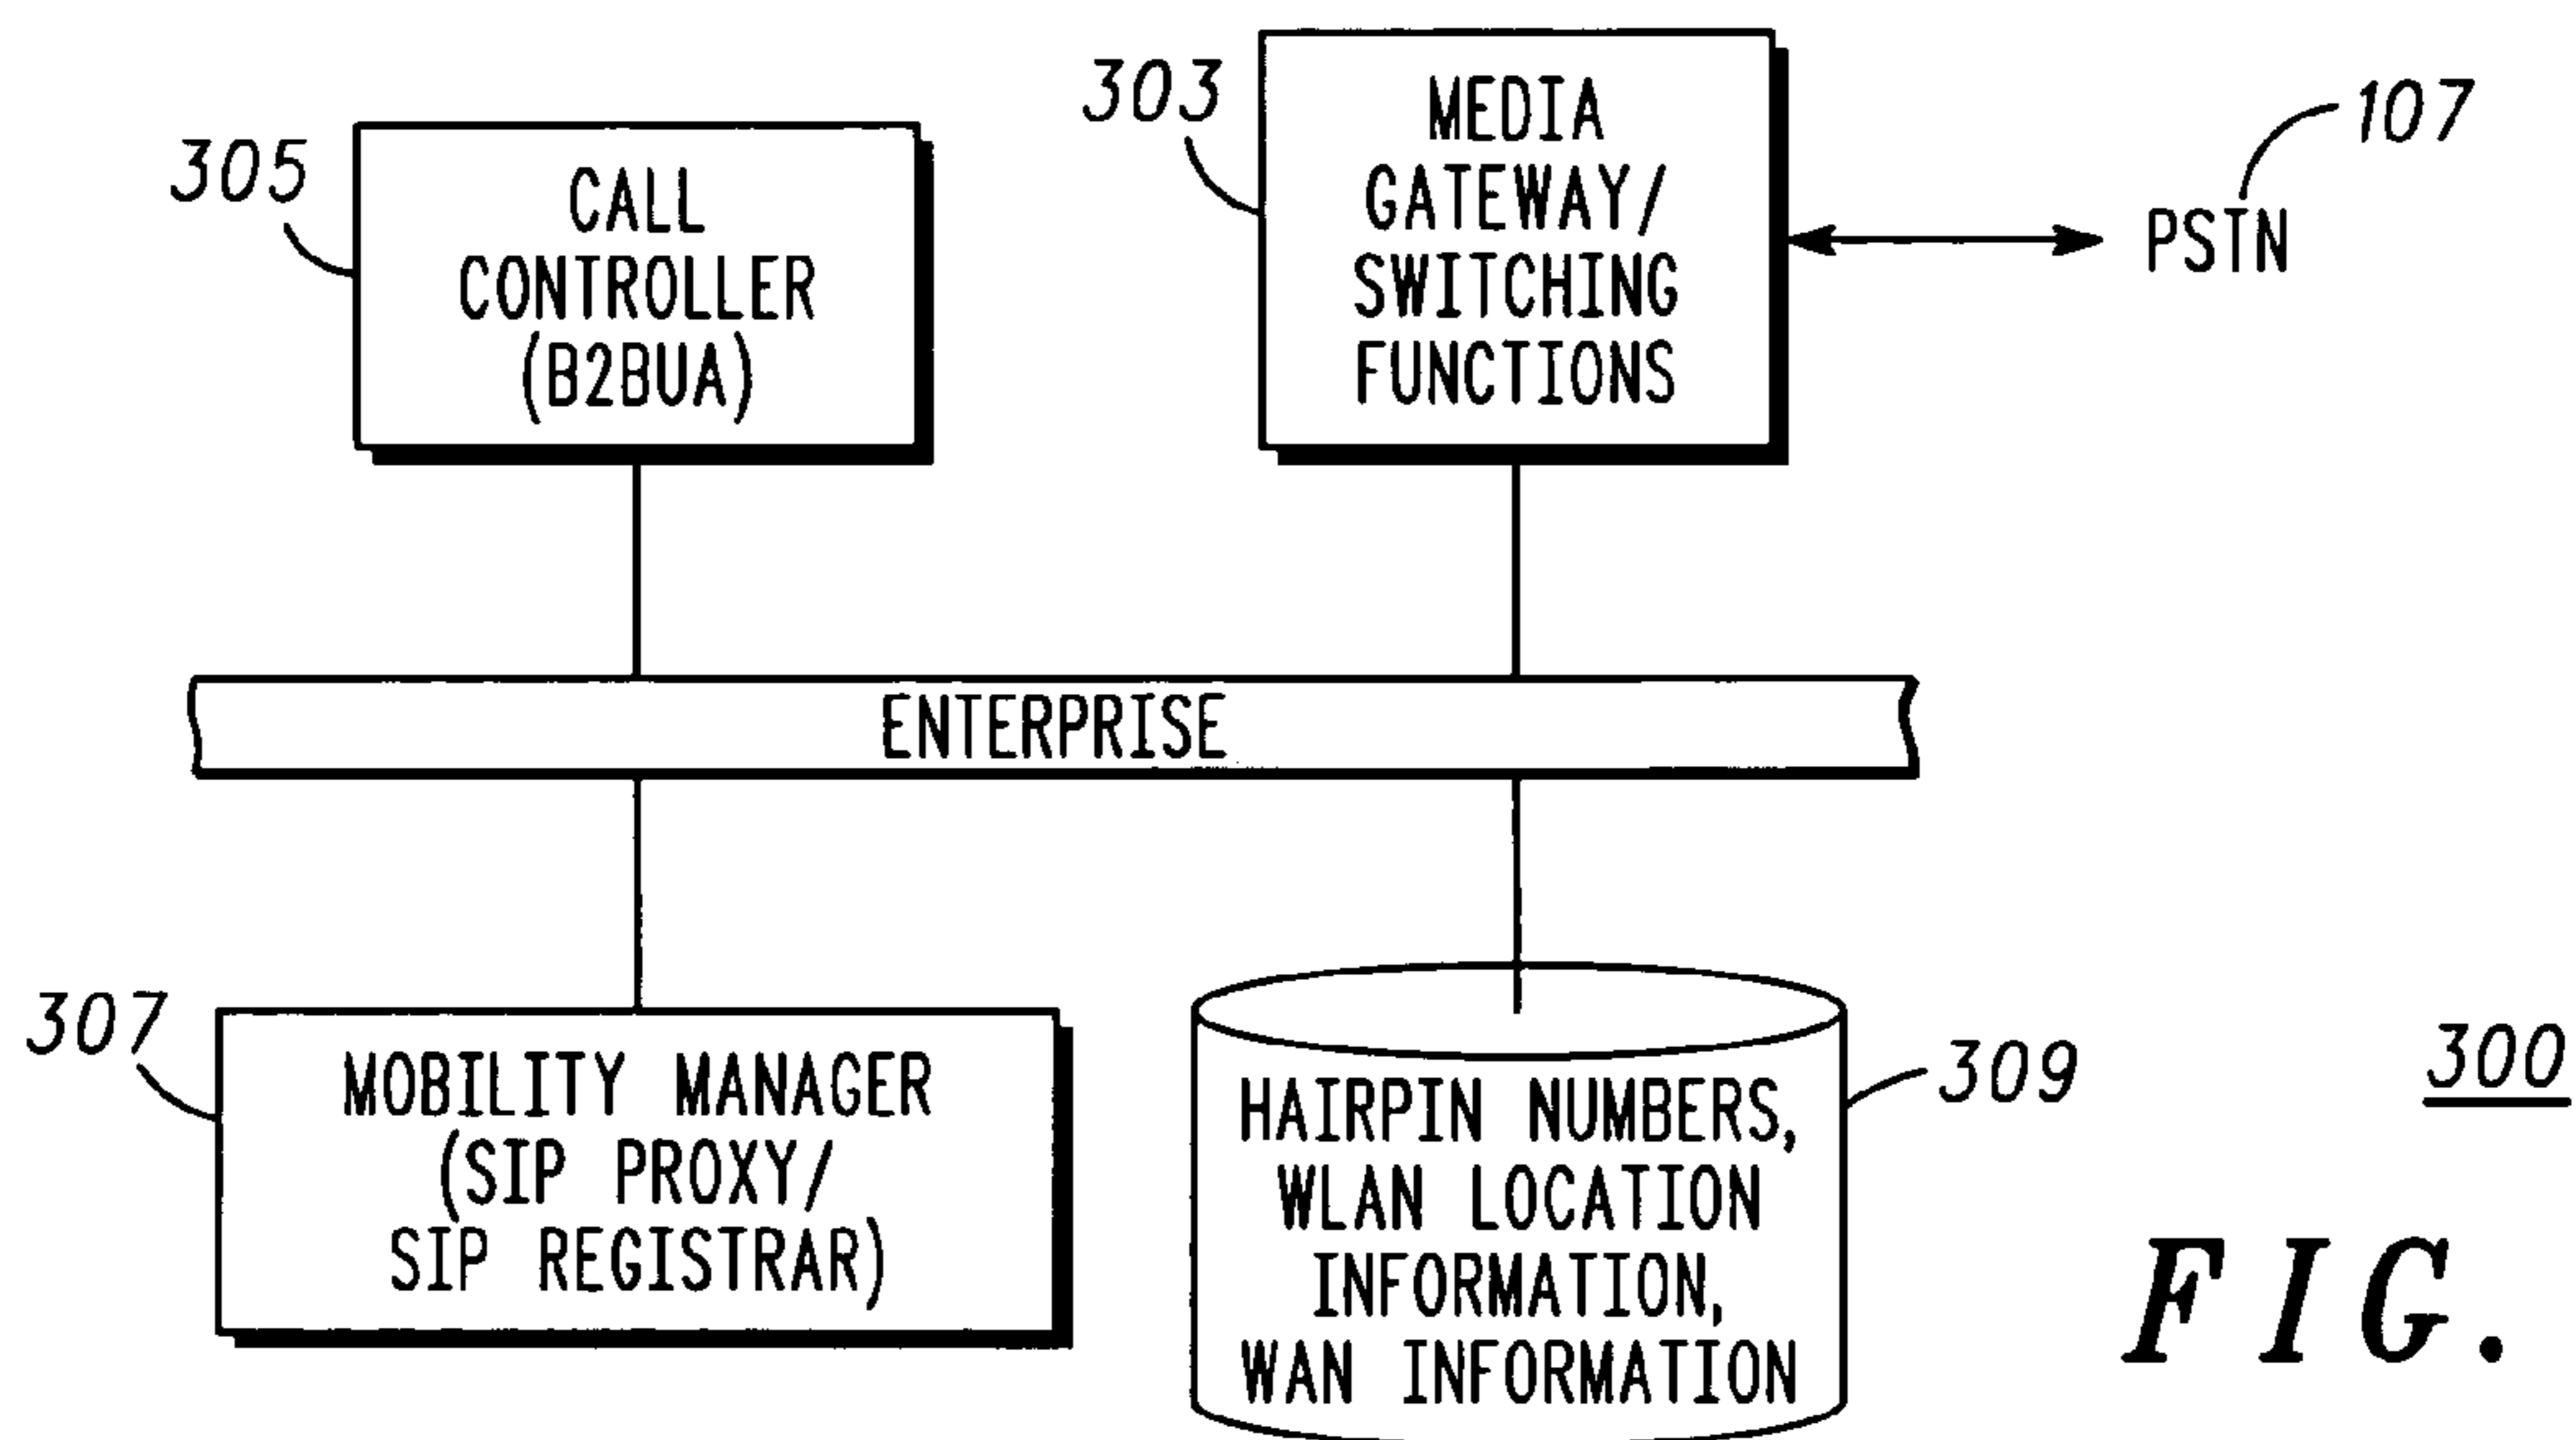 303
107
305
MEDIA
GATEWAY/
SWITCHING
FUNCTIONS
CALL
CONTROLLER
(B2BUA)
PSTN
ENTERPRISE
307
MOBILITY MANAGER
(SIP PROXY/
SIP REGISTRAR)
HAIRPIN NUMBERS,
WLAN LOCATION
INFORMATION,
WAN INFORMATION
309
300
FIG.